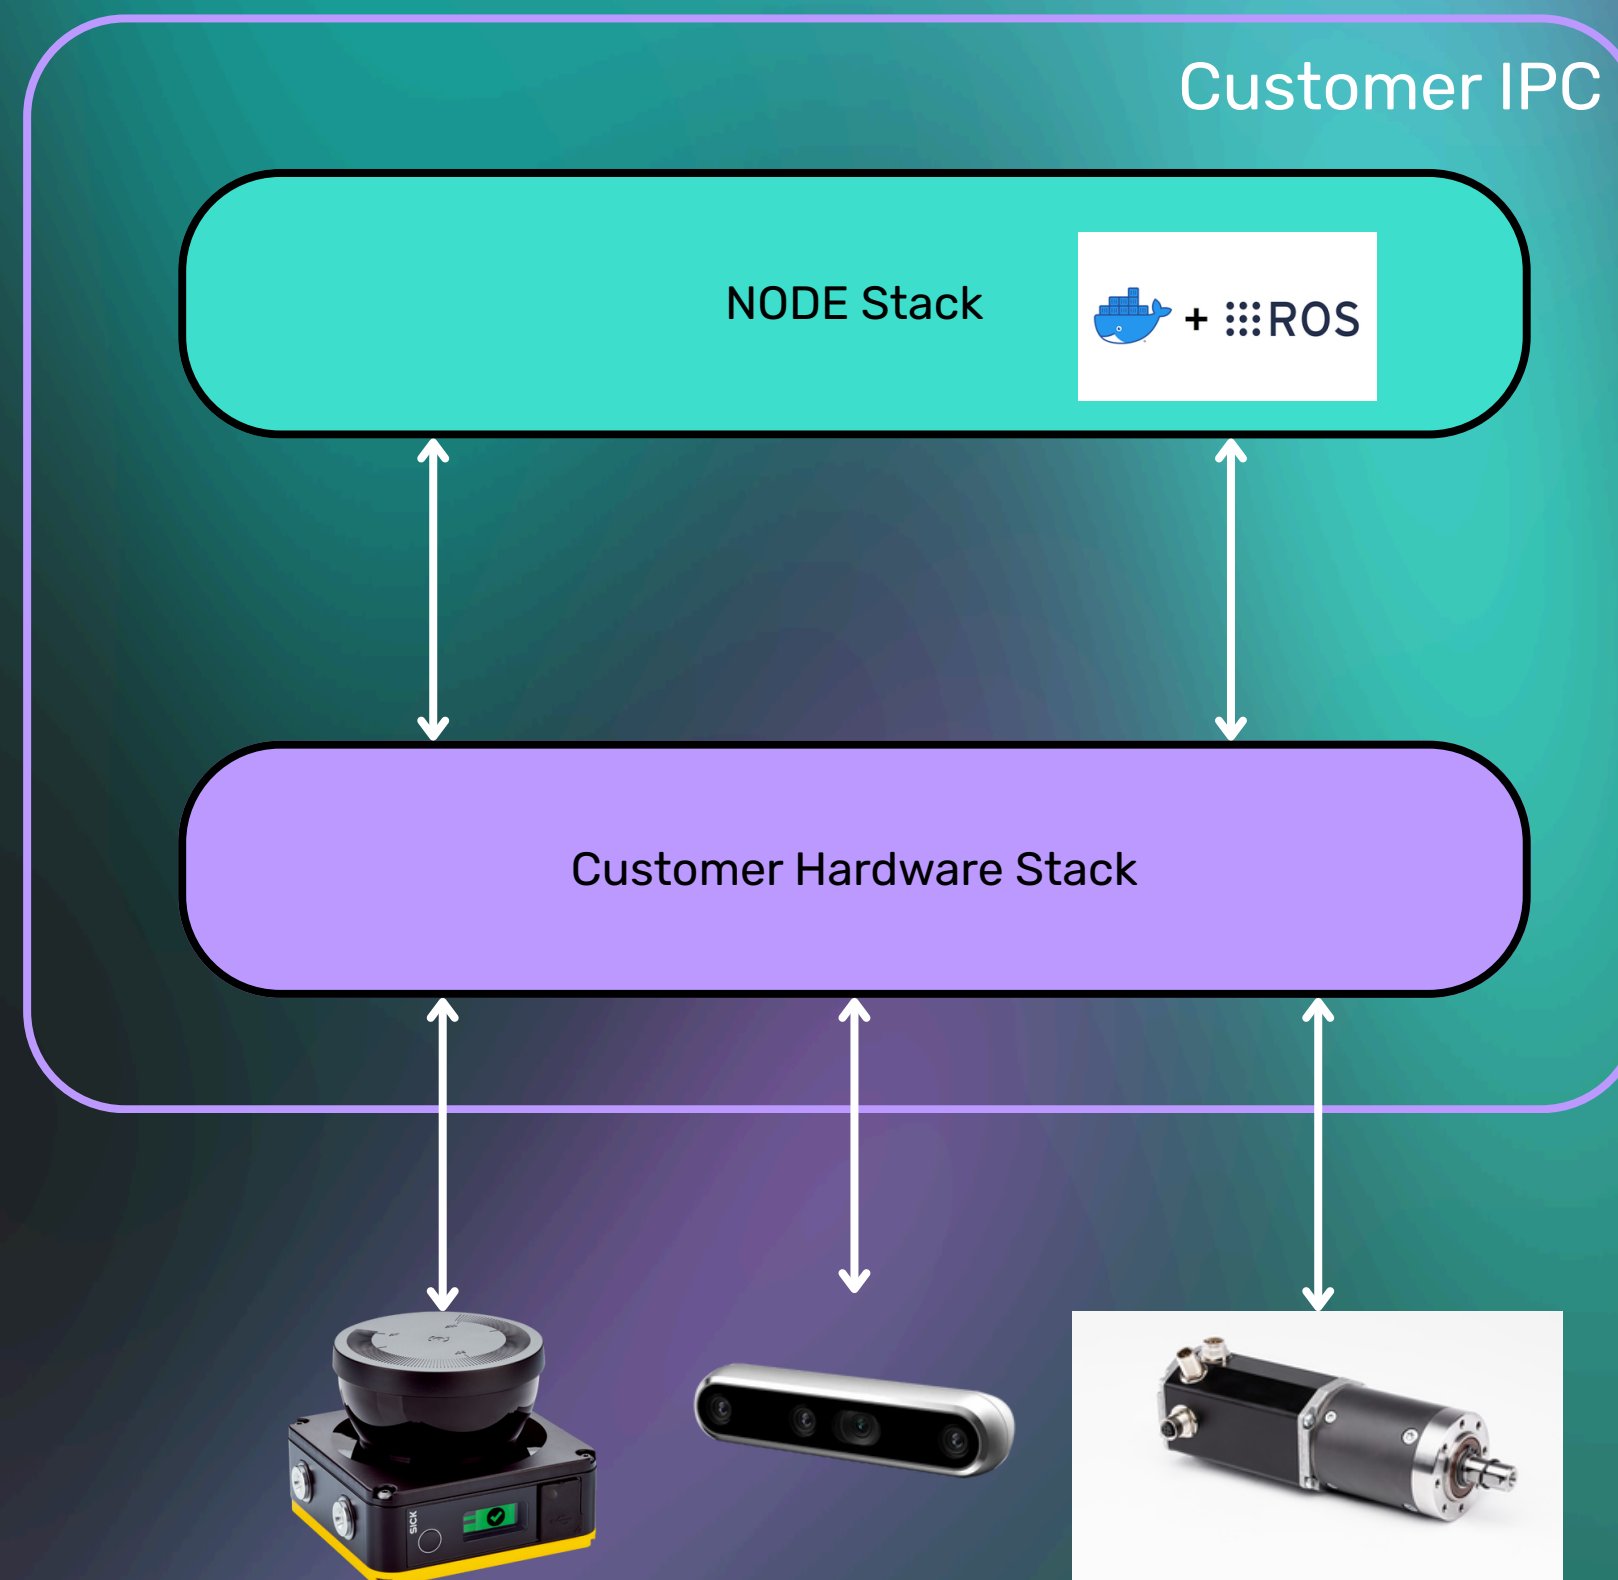 Customer IPC
NODE Stack
+ ROS
Customer Hardware Stack
SICK